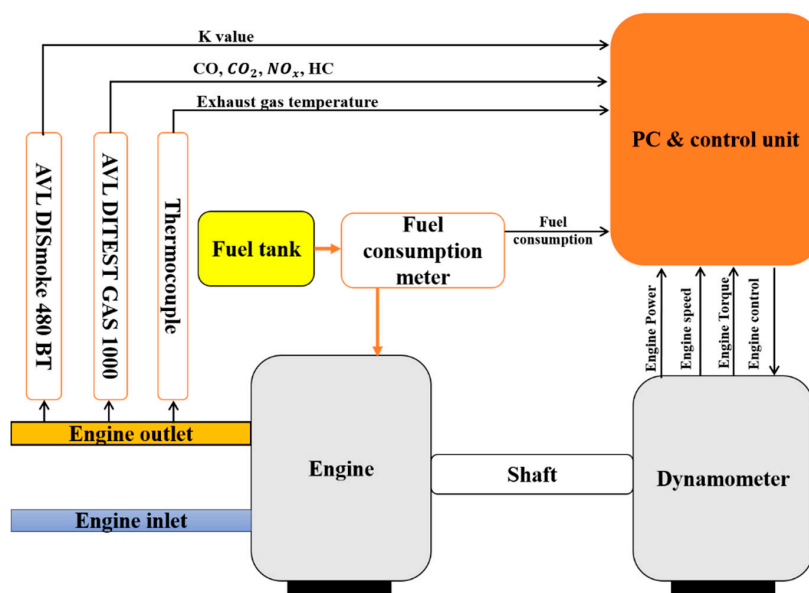 K value
CO, CO₂, NOₓ, HC
Exhaust gas temperature
PC & control unit
AVL DISmoke 480 BT
AVL DITEST GAS 1000
Thermocouple
Fuel tank
Fuel
consumption
meter
Fuel
consumption
Engine Power
Engine speed
Engine Torque
Engine control
Engine outlet
Engine
Shaft
Dynamometer
Engine inlet